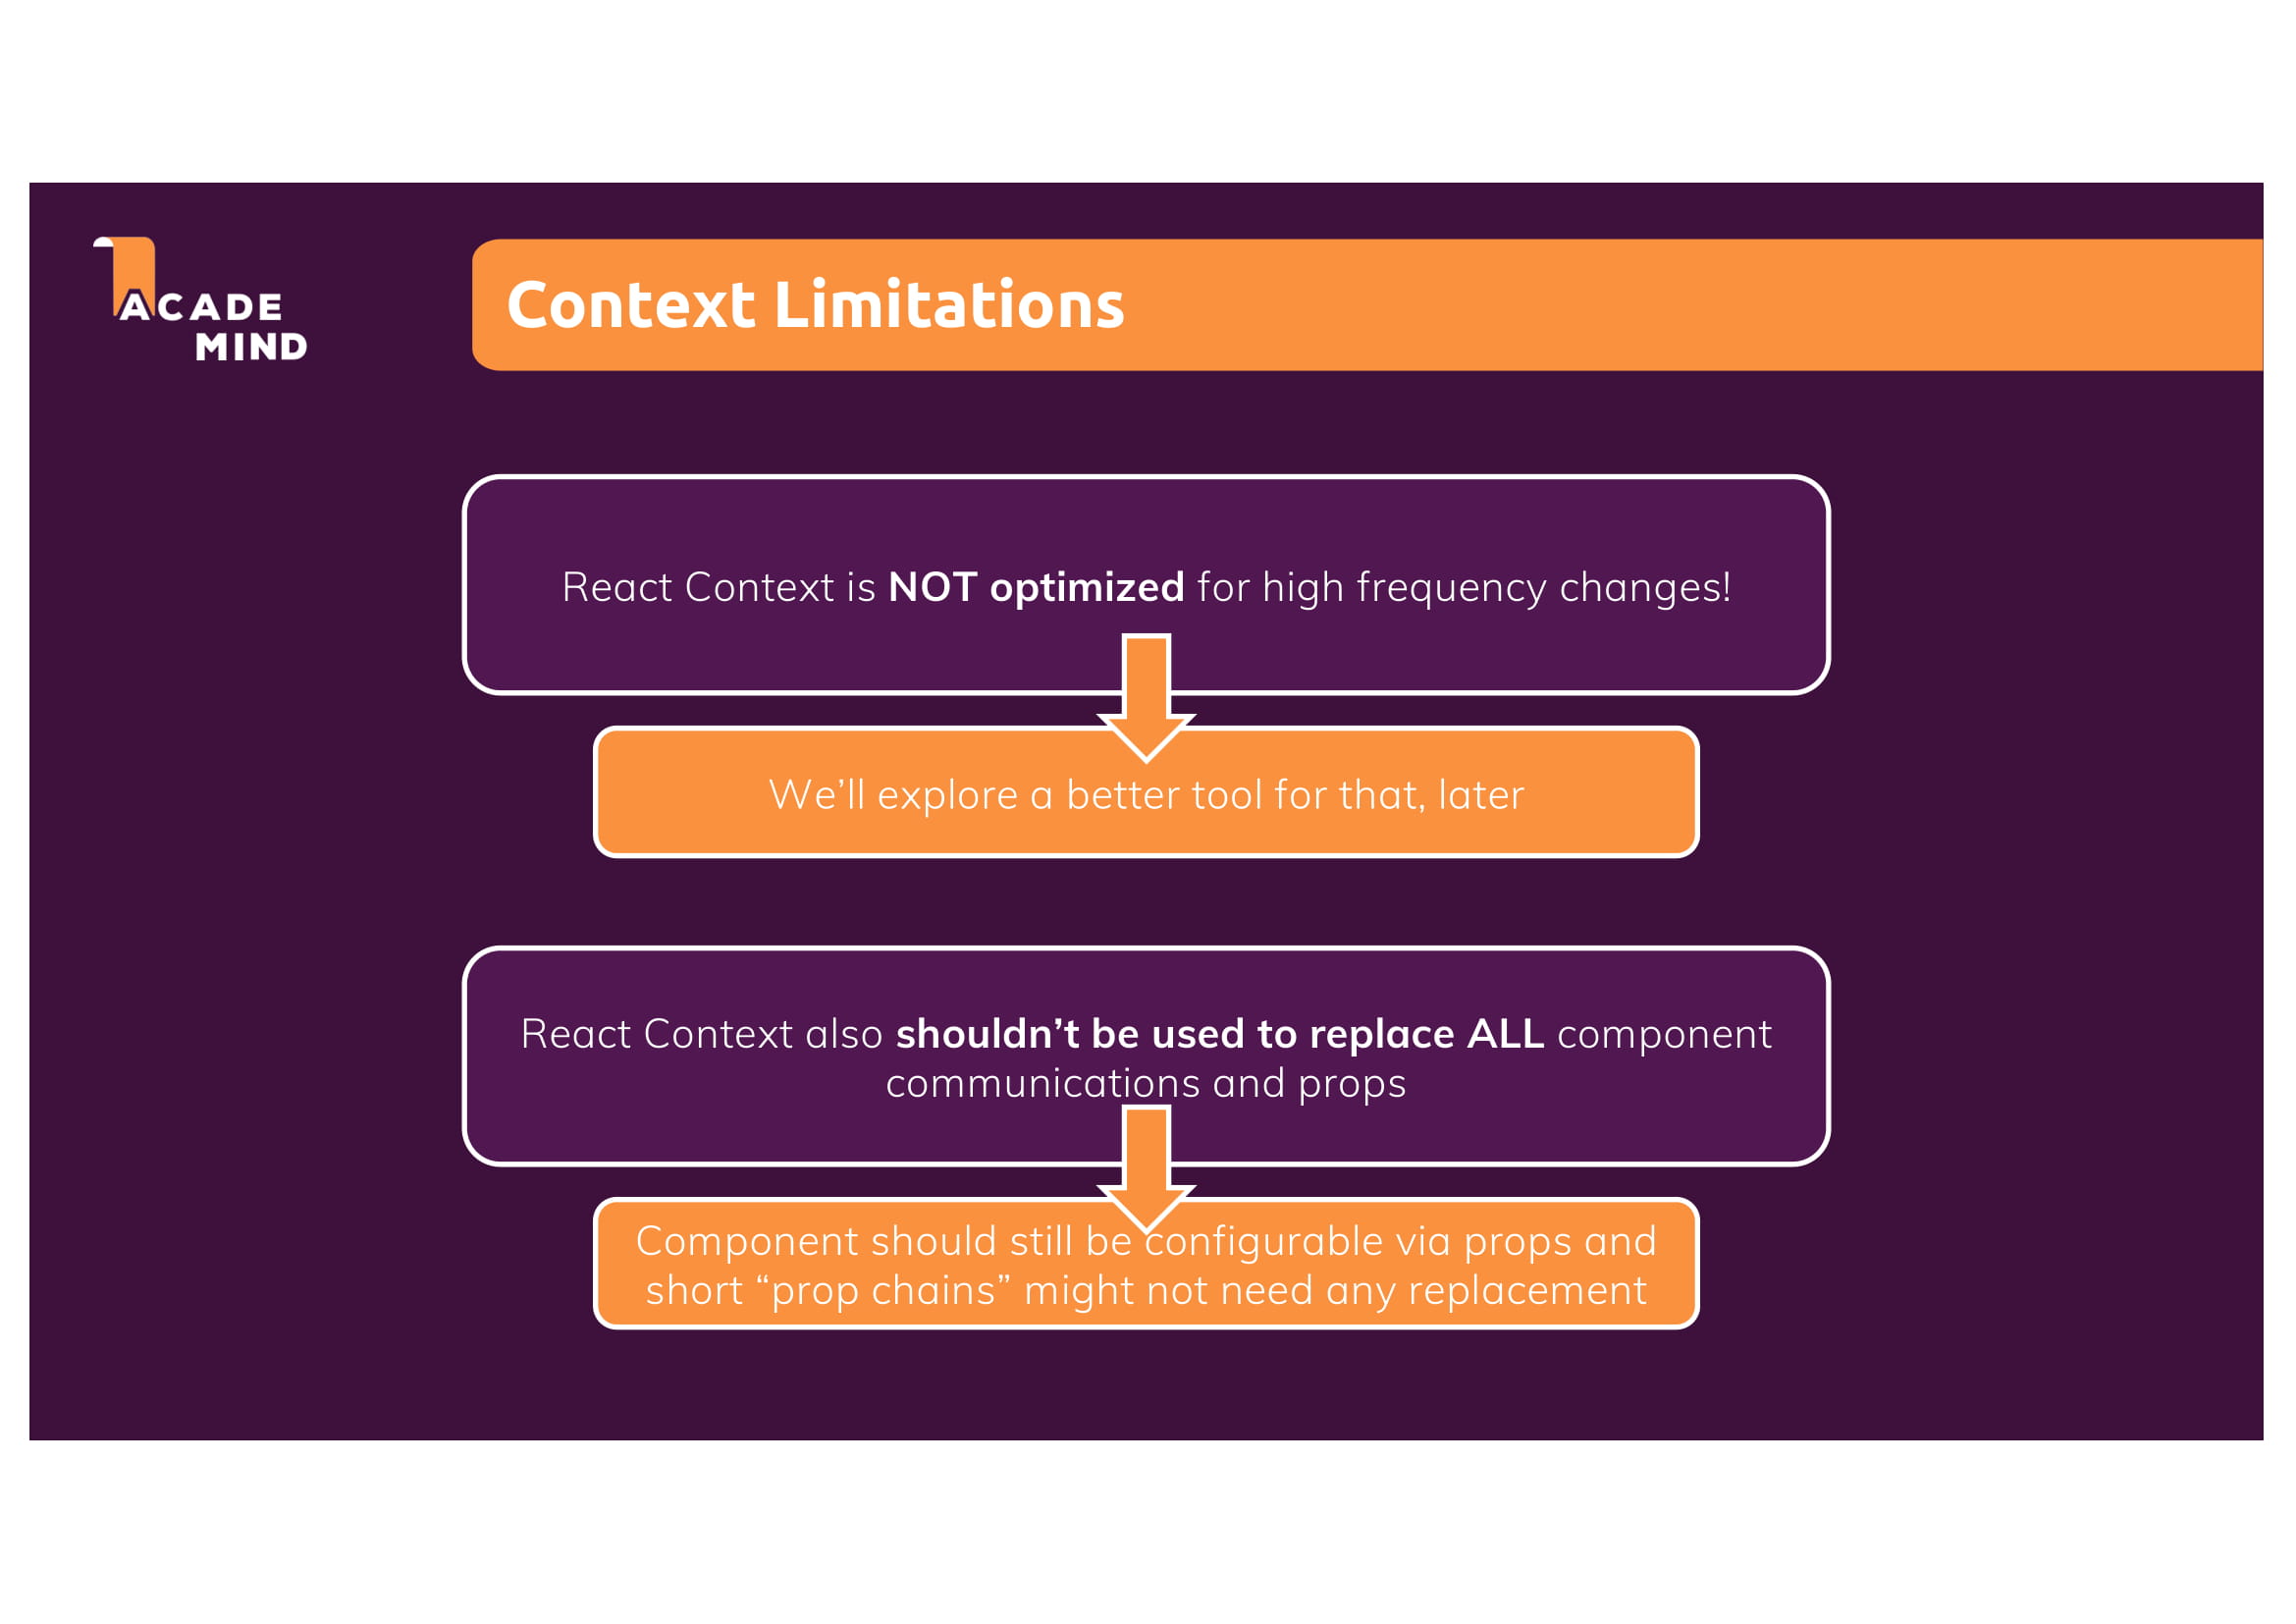 ACADE
MIND
Context Limitations
React Context is NOT optimized for high frequency changes!
We’ll explore a better tool for that, later
React Context also shouldn’t be used to replace ALL component
communications and props
Component should still be configurable via props and
short “prop chains” might not need any replacement